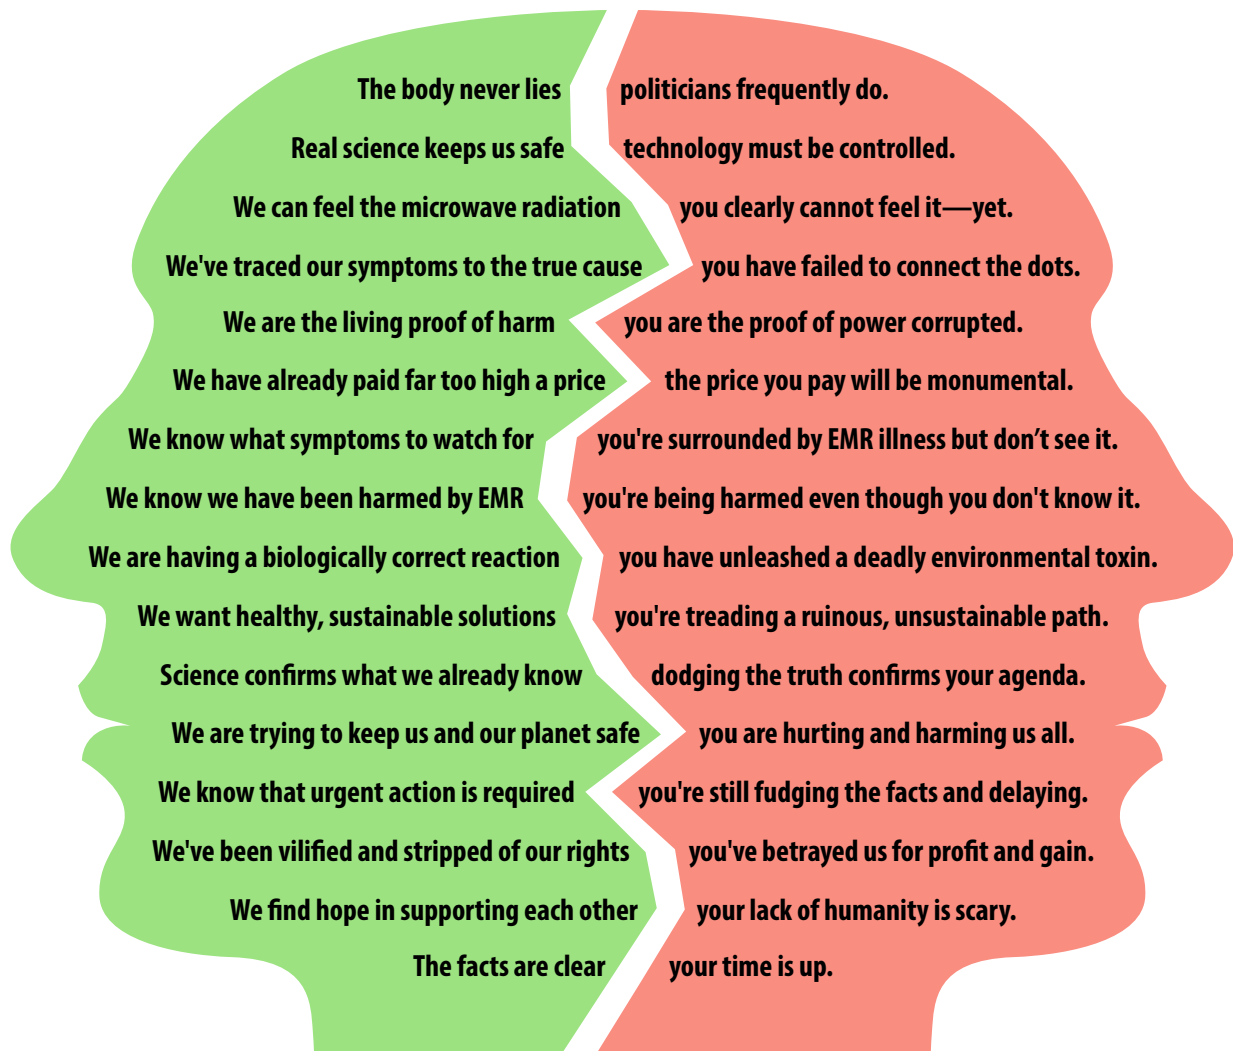 The body never lies politicians frequently do.
Real science keeps us safe technology must be controlled.
We can feel the microwave radiation you clearly cannot feel it—yet.
We've traced our symptoms to the true cause you have failed to connect the dots.
We are the living proof of harm you are the proof of power corrupted.
We have already paid far too high a price the price you pay will be monumental.
We know what symptoms to watch for you're surrounded by EMR illness but don’t see it.
We know we have been harmed by EMR you're being harmed even though you don't know it.
We are having a biologically correct reaction you have unleashed a deadly environmental toxin.
We want healthy, sustainable solutions you're treading a ruinous, unsustainable path.
Science confirms what we already know dodging the truth confirms your agenda.
We are trying to keep us and our planet safe you are hurting and harming us all.
We know that urgent action is required you're still fudging the facts and delaying.
We've been vilified and stripped of our rights you've betrayed us for profit and gain.
We find hope in supporting each other your lack of humanity is scary.
The facts are clear your time is up.